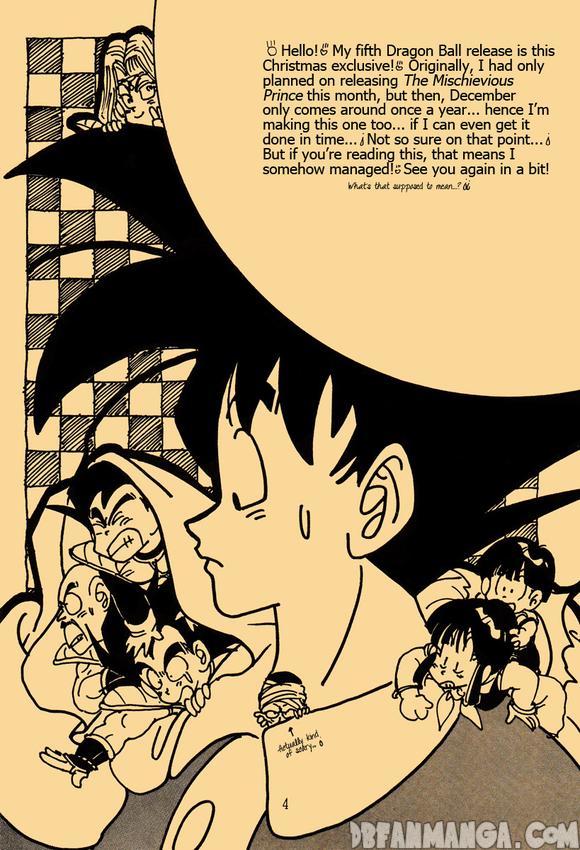 Hello! My fifth Dragon Ball release is this
Christmas exclusive! Originally, I had only
planned on releasing The Mischievious
Prince this month, but then, December
only comes around once a year... hence I'm
making this one too... if I can even get it
done in time... Not so sure on that point...
But if you're reading this, that means I
somehow managed! See you again in a bit!
What's that supposed to mean...?
Actually kind
of scary..
4
DBFANMANGA.COM